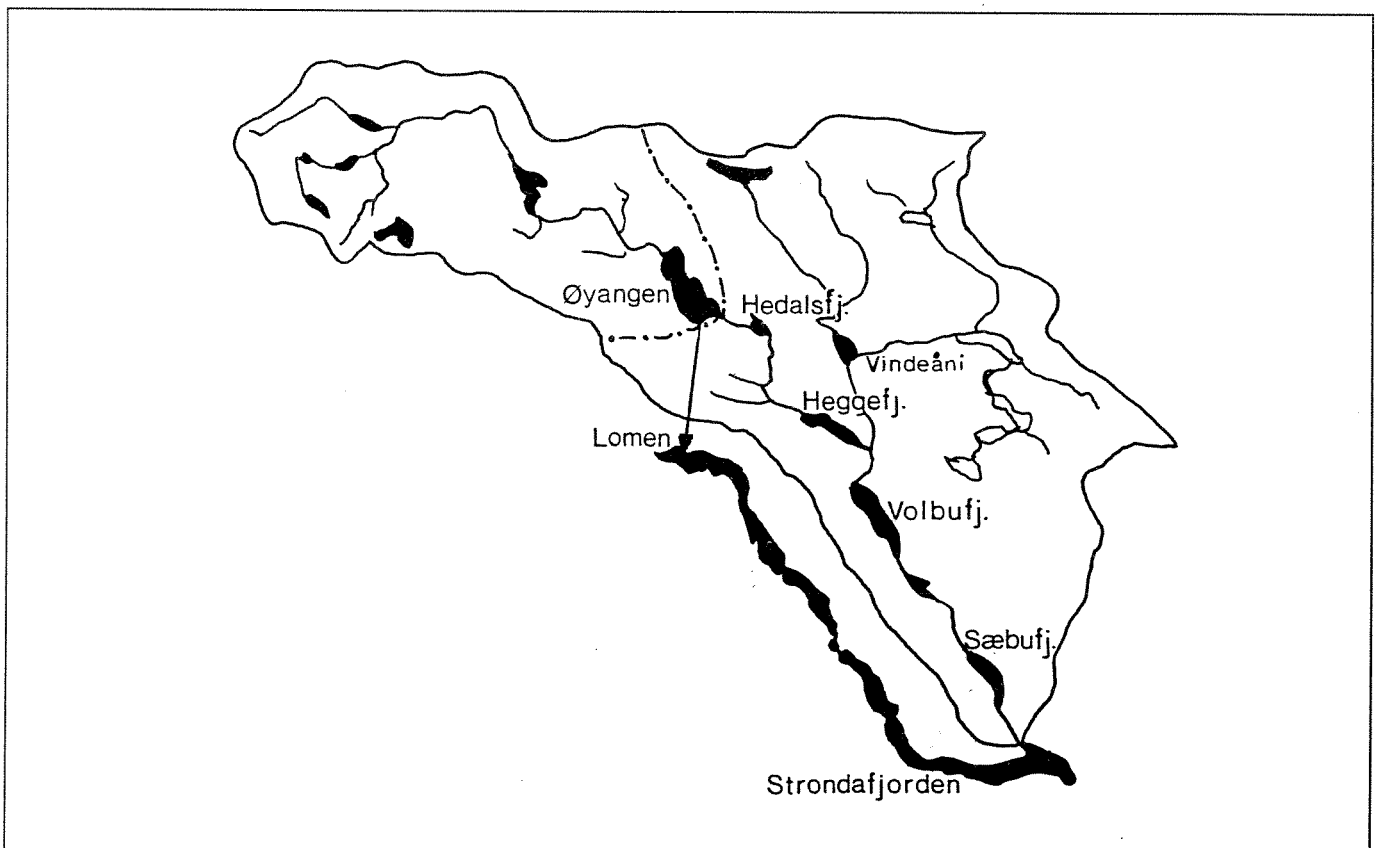 Øyangen
Hedalsfj.
Vindeåni
Heggefj.
Lomen
Volbufj.
Sæbufj.
Strondafjorden